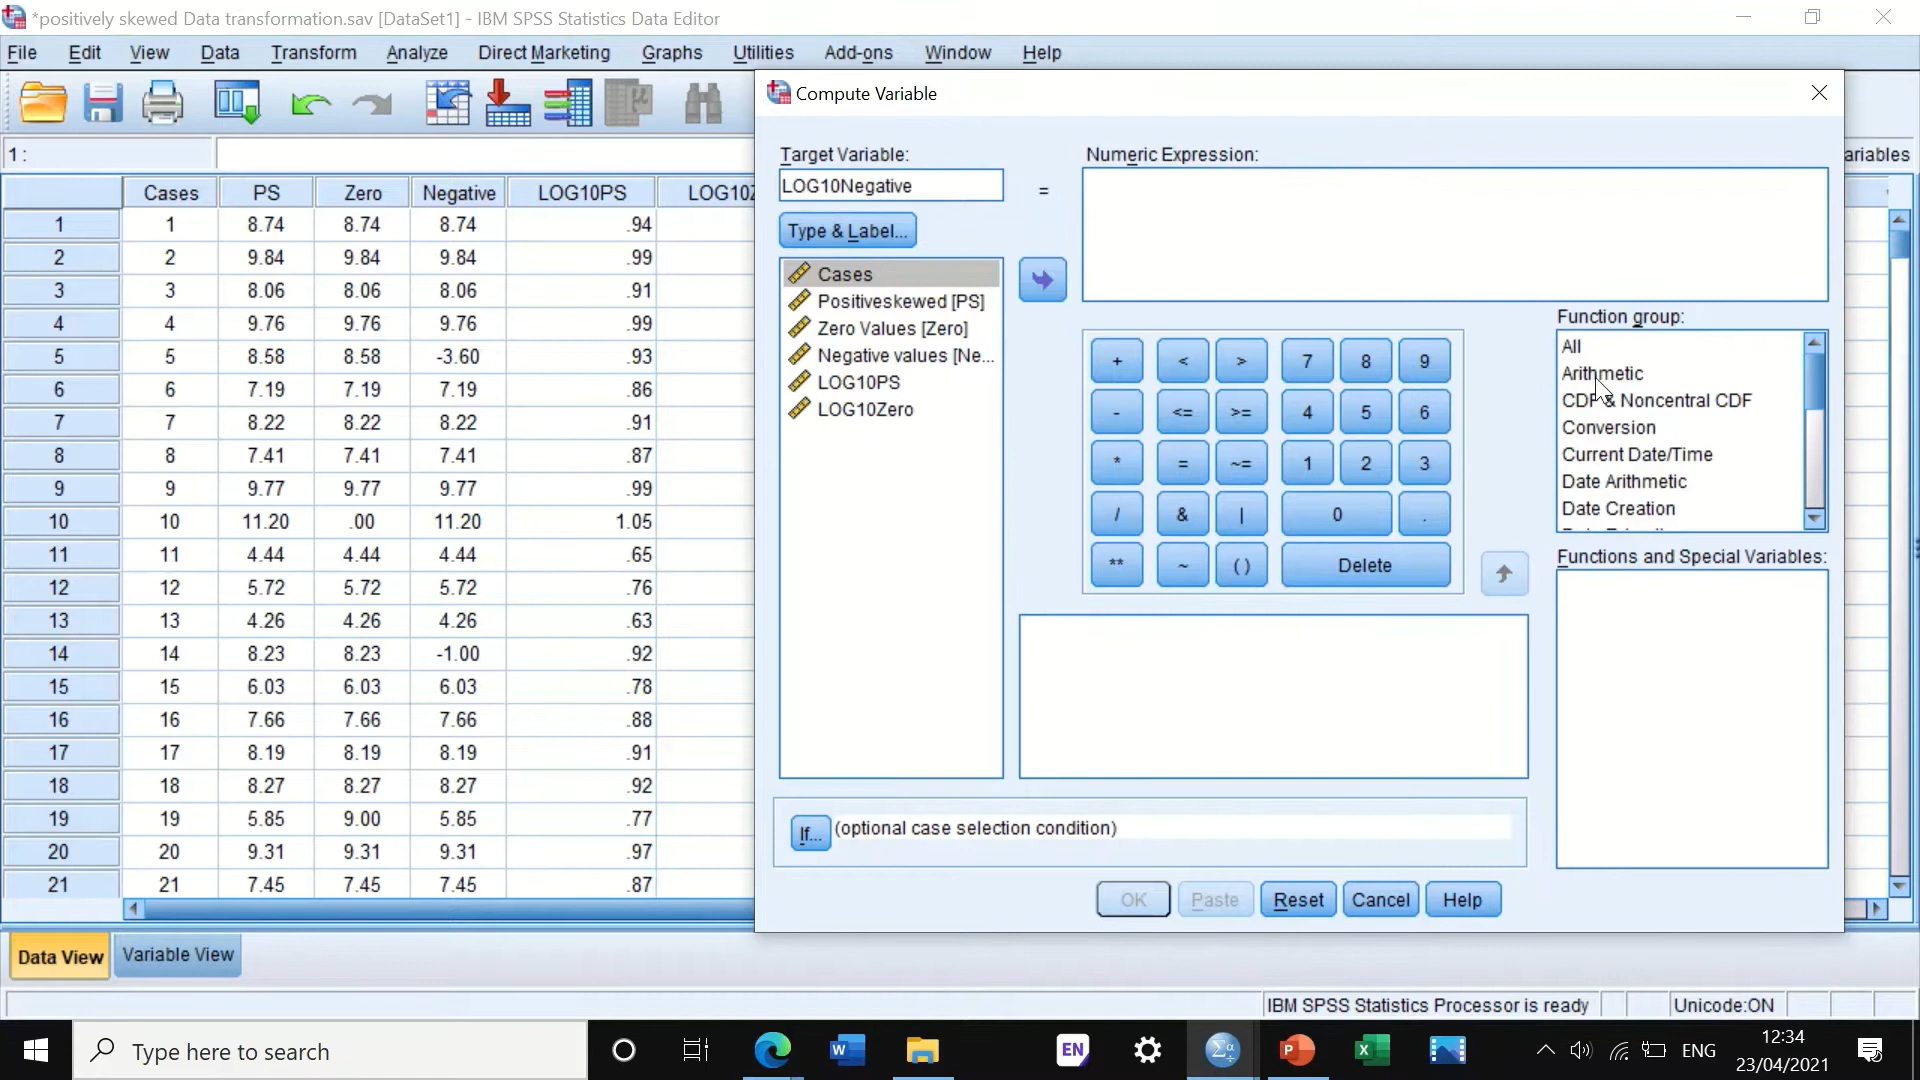 *positively skewed Data transformation.sav [DataSet1] - IBM SPSS Statistics Data Editor
File Edit View Data Transform Analyze Direct Marketing Graphs Utilities Add-ons Window Help
1 :
ariables
Cases PS Zero Negative LOG10PS LOG10Z
1 1 8.74 8.74 8.74 .94
2 2 9.84 9.84 9.84 .99
3 3 8.06 8.06 8.06 .91
4 4 9.76 9.76 9.76 .99
5 5 8.58 8.58 -3.60 .93
6 6 7.19 7.19 7.19 .86
7 7 8.22 8.22 8.22 .91
8 8 7.41 7.41 7.41 .87
9 9 9.77 9.77 9.77 .99
10 10 11.20 .00 11.20 1.05
11 11 4.44 4.44 4.44 .65
12 12 5.72 5.72 5.72 .76
13 13 4.26 4.26 4.26 .63
14 14 8.23 8.23 -1.00 .92
15 15 6.03 6.03 6.03 .78
16 16 7.66 7.66 7.66 .88
17 17 8.19 8.19 8.19 .91
18 18 8.27 8.27 8.27 .92
19 19 5.85 9.00 5.85 .77
20 20 9.31 9.31 9.31 .97
21 21 7.45 7.45 7.45 .87
Compute Variable
Target Variable:
LOG10Negative
=
Numeric Expression:
Type & Label...
Cases
Positiveskewed [PS]
Zero Values [Zero]
Negative values [Ne...
LOG10PS
LOG10Zero
+ < > 7 8 9
- <= >= 4 5 6
* = ~= 1 2 3
/ & | 0 .
** ~ ( ) Delete
Function group:
All
Arithmetic
CDF & Noncentral CDF
Conversion
Current Date/Time
Date Arithmetic
Date Creation
Functions and Special Variables:
If... (optional case selection condition)
OK Paste Reset Cancel Help
Data View Variable View
IBM SPSS Statistics Processor is ready Unicode:ON
Type here to search
EN
ENG
12:34
23/04/2021